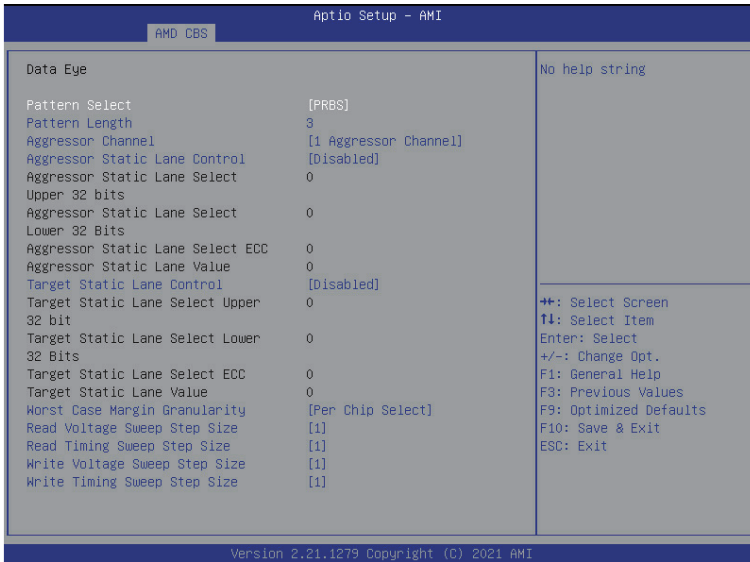 Aptio Setup – AMI
AMD CBS
Data Eye
Pattern Select [PRBS]
Pattern Length 3
Aggressor Channel [1 Aggressor Channel]
Aggressor Static Lane Control [Disabled]
Aggressor Static Lane Select 0
Upper 32 bits
Aggressor Static Lane Select 0
Lower 32 Bits
Aggressor Static Lane Select ECC 0
Aggressor Static Lane Value 0
Target Static Lane Control [Disabled]
Target Static Lane Select Upper 0
32 bit
Target Static Lane Select Lower 0
32 Bits
Target Static Lane Select ECC 0
Target Static Lane Value 0
Worst Case Margin Granularity [Per Chip Select]
Read Voltage Sweep Step Size [1]
Read Timing Sweep Step Size [1]
Write Voltage Sweep Step Size [1]
Write Timing Sweep Step Size [1]
No help string
→←: Select Screen
↑↓: Select Item
Enter: Select
+/-: Change Opt.
F1: General Help
F3: Previous Values
F9: Optimized Defaults
F10: Save & Exit
ESC: Exit
Version 2.21.1279 Copyright (C) 2021 AMI